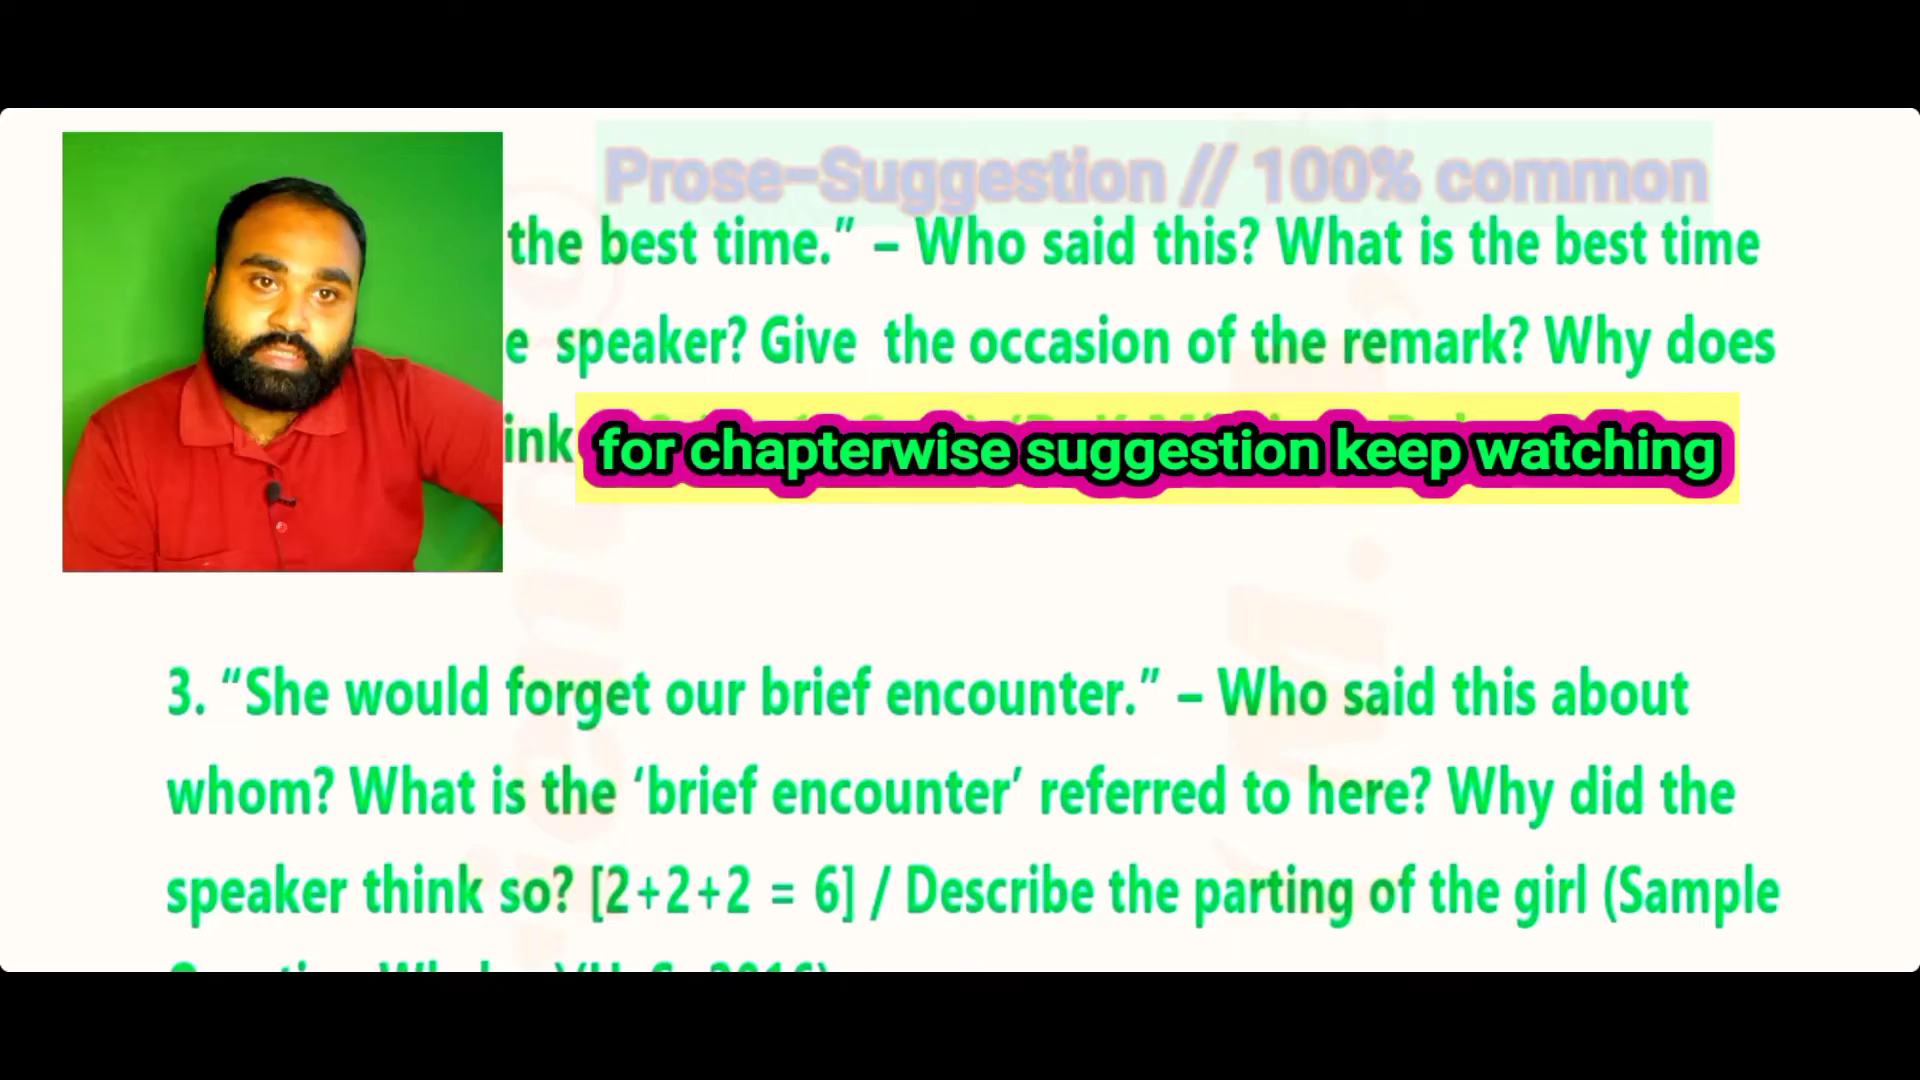 Prose-Suggestion // 100% common
the best time.” – Who said this? What is the best time
speaker? Give the occasion of the remark? Why does
for chapterwise suggestion keep watching
3. “She would forget our brief encounter.” – Who said this about
whom? What is the ‘brief encounter’ referred to here? Why did the
speaker think so? [2+2+2 = 6] / Describe the parting of the girl (Sample